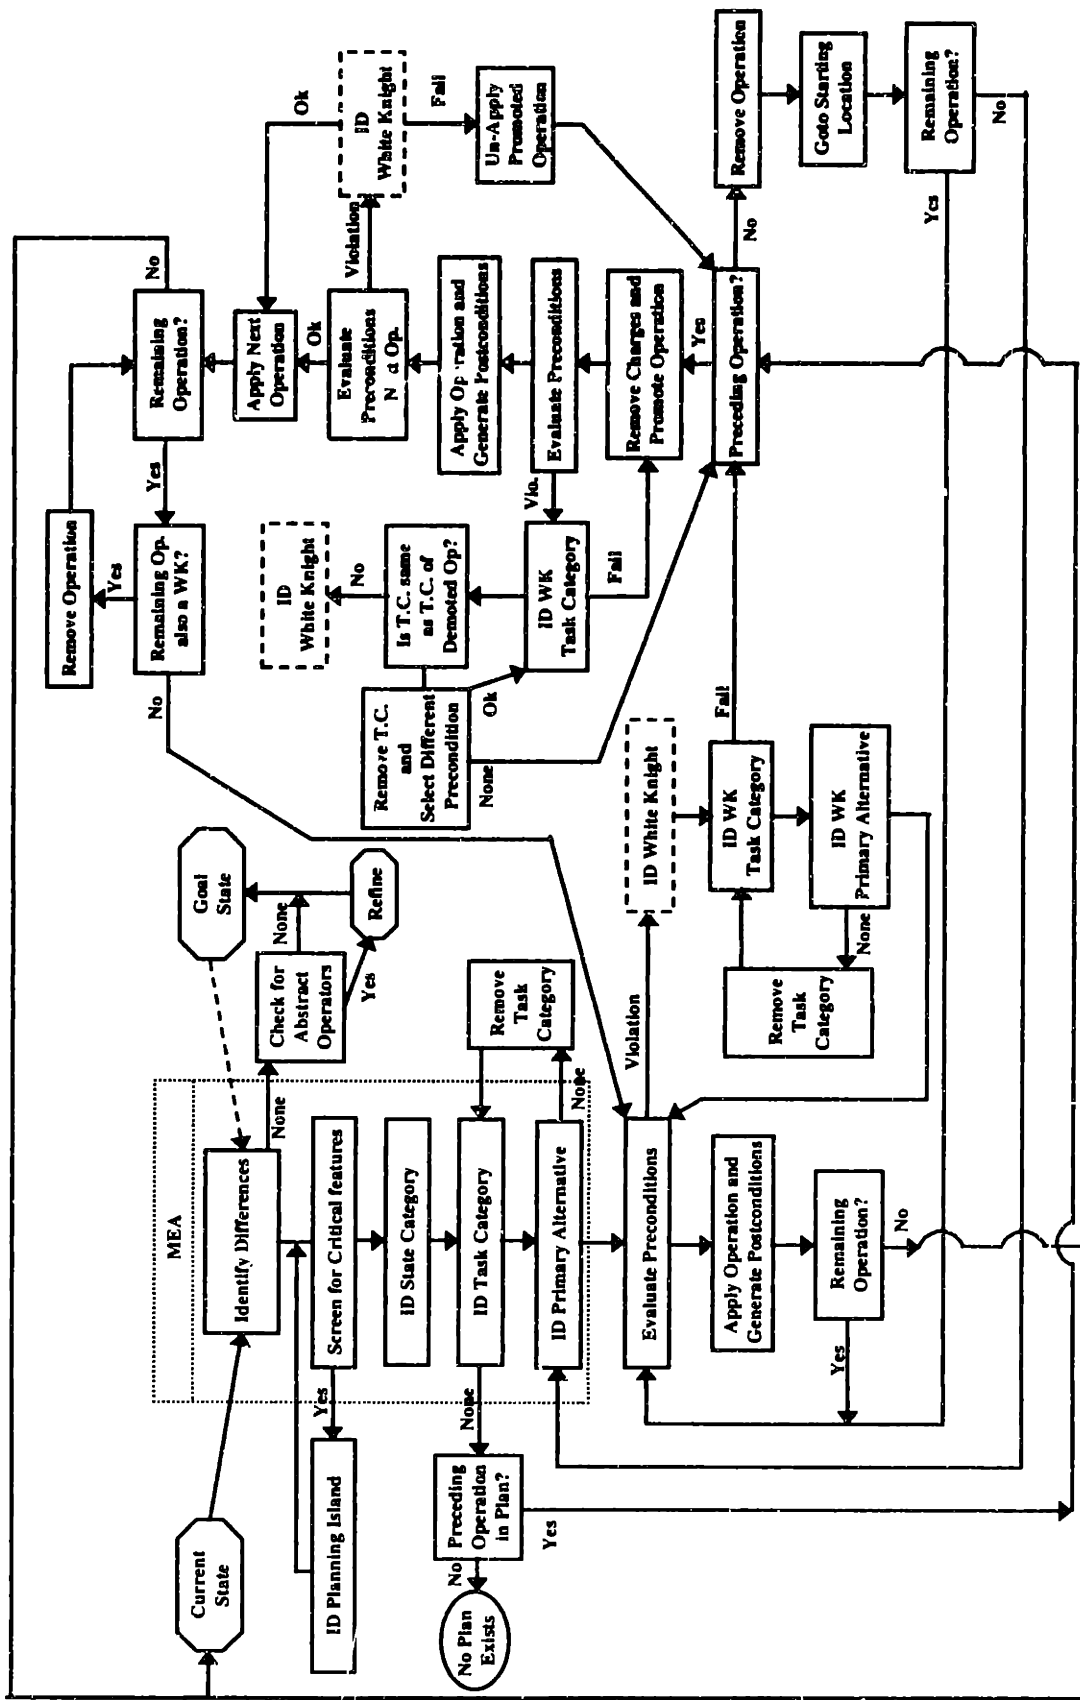 Current
State
MEA
Identify Differences
None
Goal
State
Check for
Abstract
Operators
None
Yes
Refine
ID Planning Island
Yes
Screen for Critical features
ID State Category
ID Task Category
None
Remove
Task
Category
None
ID Primary Alternative
No Plan
Exists
No
Preceding
Operation
in Plan?
Yes
Evaluate Preconditions
Violation
ID White Knight
Apply Operation and
Generate Postconditions
Remaining
Operation?
Yes
No
ID WK
Task Category
Fail
ID WK
Primary Alternative
None
Remove
Task
Category
Remove Operation
Yes
Remaining Op.
also a WK?
No
Yes
Remaining
Operation?
No
Apply Next
Operation
Ok
Evaluate
Preconditions
Op.
Violation
ID
White Knight
Ok
Fail
Un-Apply
Promoted
Operation
Apply Operation and
Generate Postconditions
Evaluate Preconditions
Vio.
ID
White Knight
No
Is T.C. same
as T.C. of
Demoted Op?
Remove T.C.
and
Select Different
Precondition
Ok
None
ID WK
Task Category
Fail
Remove Charges and
Promote Operation
Yes
Preceding Operation?
No
Remove Operation
Goto Starting
Location
Remaining
Operation?
Yes
No